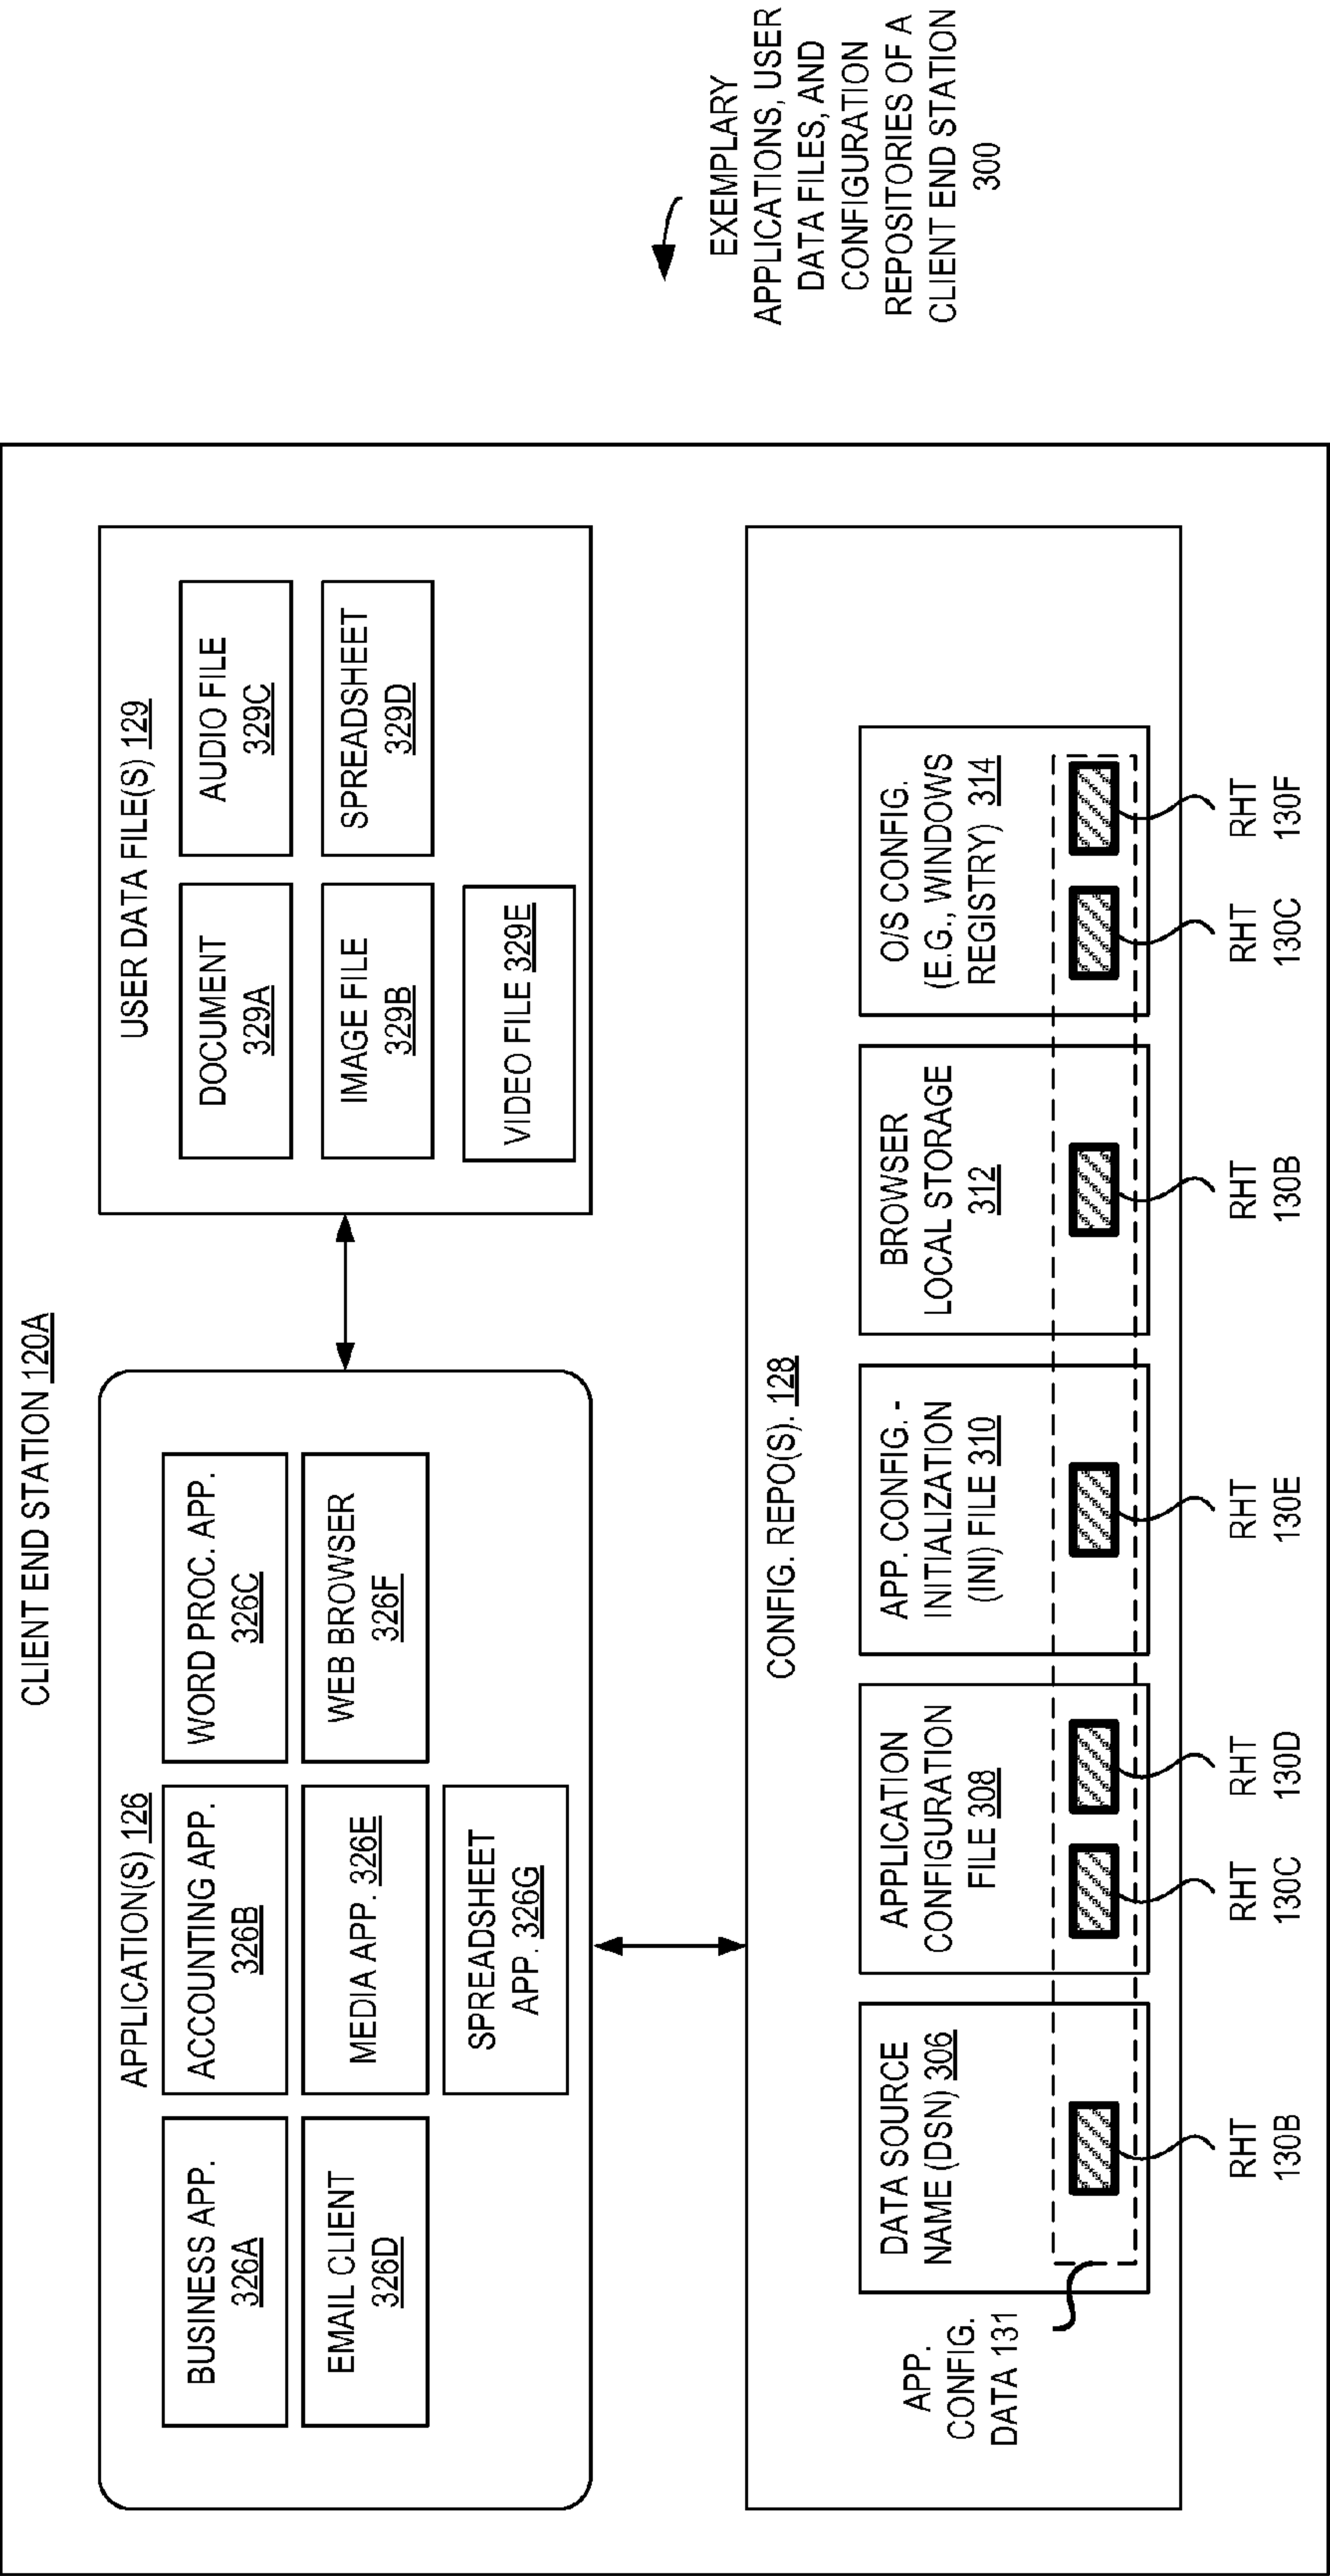 CLIENT END STATION 120A
APPLICATION(S) 126
BUSINESS APP.
326A
ACCOUNTING APP.
326B
WORD PROC. APP.
326C
EMAIL CLIENT
326D
MEDIA APP. 326E
WEB BROWSER
326F
SPREADSHEET
APP. 326G
USER DATA FILE(S) 129
DOCUMENT
329A
AUDIO FILE
329C
IMAGE FILE
329B
SPREADSHEET
329D
VIDEO FILE 329E
CONFIG. REPO(S). 128
APP.
CONFIG.
DATA 131
DATA SOURCE
NAME (DSN) 306
APPLICATION
CONFIGURATION
FILE 308
APP. CONFIG. -
INITIALIZATION
(INI) FILE 310
BROWSER
LOCAL STORAGE
312
O/S CONFIG.
(E.G., WINDOWS
REGISTRY) 314
RHT
130B
RHT
130C
RHT
130D
RHT
130E
RHT
130B
RHT
130C
RHT
130F
EXEMPLARY
APPLICATIONS, USER
DATA FILES, AND
CONFIGURATION
REPOSITORIES OF A
CLIENT END STATION
300